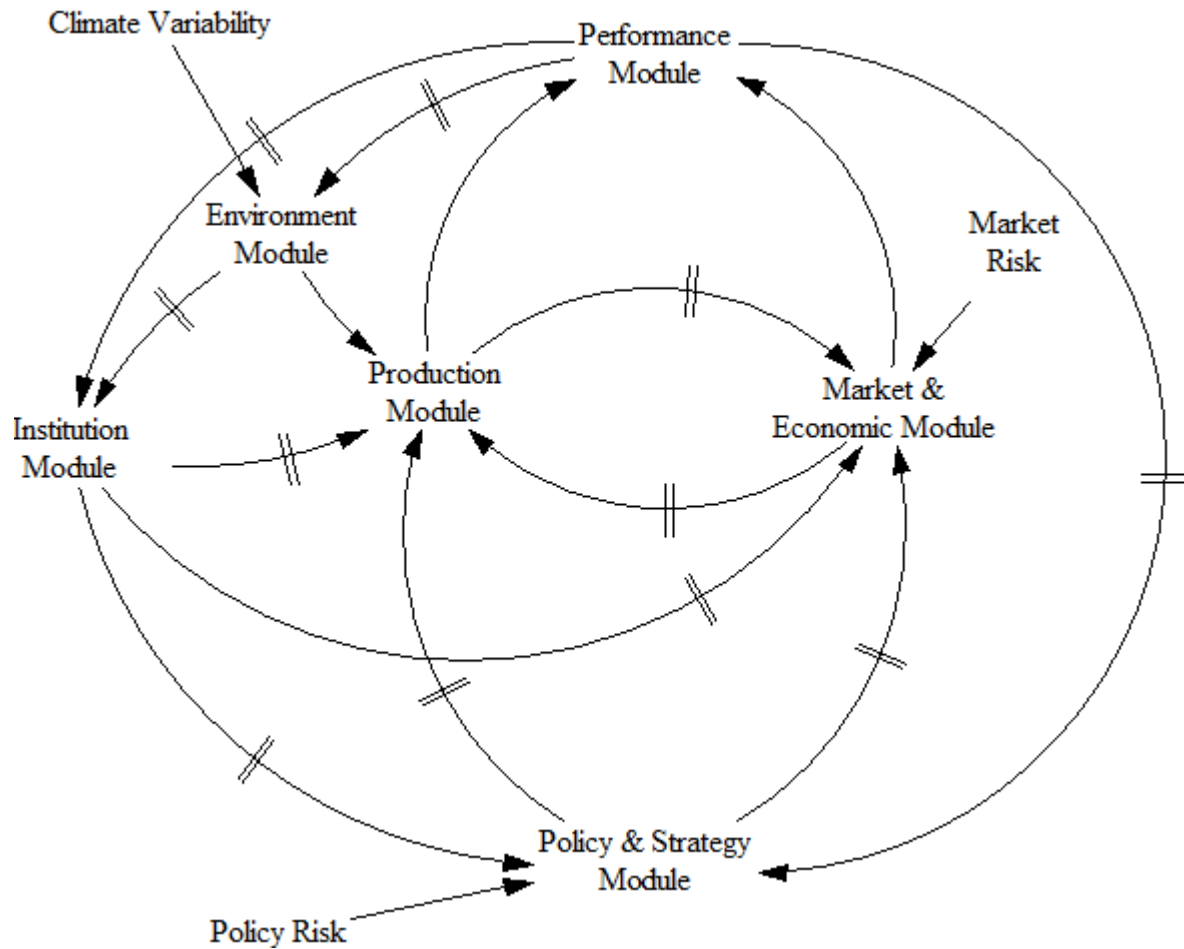 Climate Variability
Performance
Module
Environment
Module
Market
Risk
Production
Module
Market &
Economic Module
Institution
Module
Policy & Strategy
Module
Policy Risk